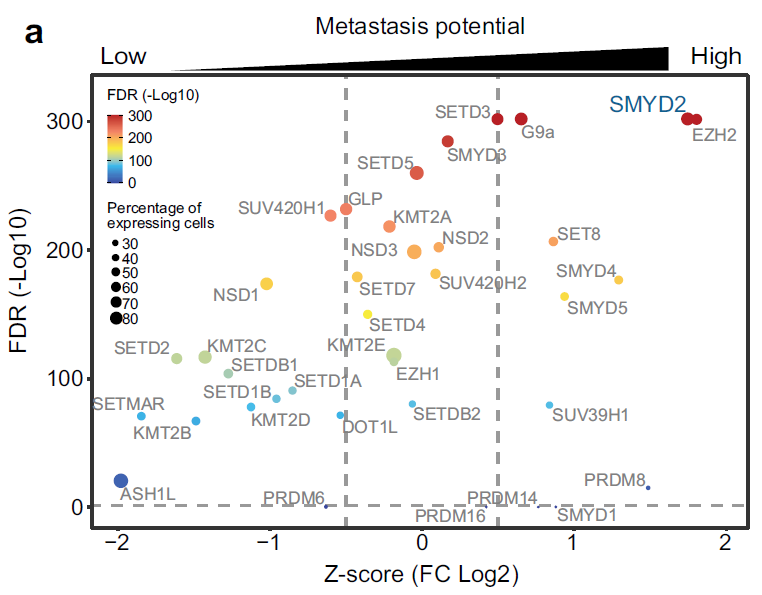 a
Metastasis potential
Low
High
FDR (-Log10)
300
200
100
0
Percentage of
expressing cells
30
40
50
60
70
80
SMYD2
SETD3
G9a
EZH2
SMYD3
SETD5
SUV420H1
GLP
KMT2A
NSD3
NSD2
SET8
SETD7
SUV420H2
SMYD4
NSD1
SMYD5
SETD4
SETD2
KMT2C
KMT2E
SETDB1
EZH1
SETD1A
SETD1B
SETMAR
KMT2D
SETDB2
SUV39H1
KMT2B
DOT1L
ASH1L
PRDM8
PRDM6
PRDM14
PRDM16
SMYD1
FDR (-Log10)
300
200
100
0
−2
−1
0
1
2
Z-score (FC Log2)